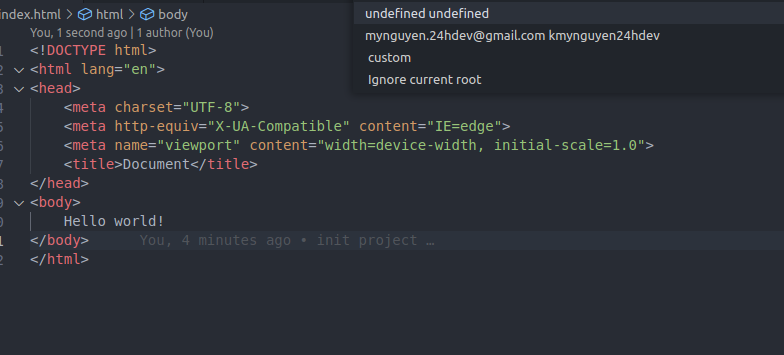 index.html > html > body
undefined undefined
mynguyen.24hdev@gmail.com kmynguyen24hdev
custom
Ignore current root
You, 1 second ago | 1 author (You)
<!DOCTYPE html>
2 <html lang="en">
3 <head>
4 <meta charset="UTF-8">
5 <meta http-equiv="X-UA-Compatible" content="IE=edge">
6 <meta name="viewport" content="width=device-width, initial-scale=1.0">
7 <title>Document</title>
8 </head>
9 <body>
0 Hello world!
1 </body> You, 4 minutes ago • init project …
2 </html>